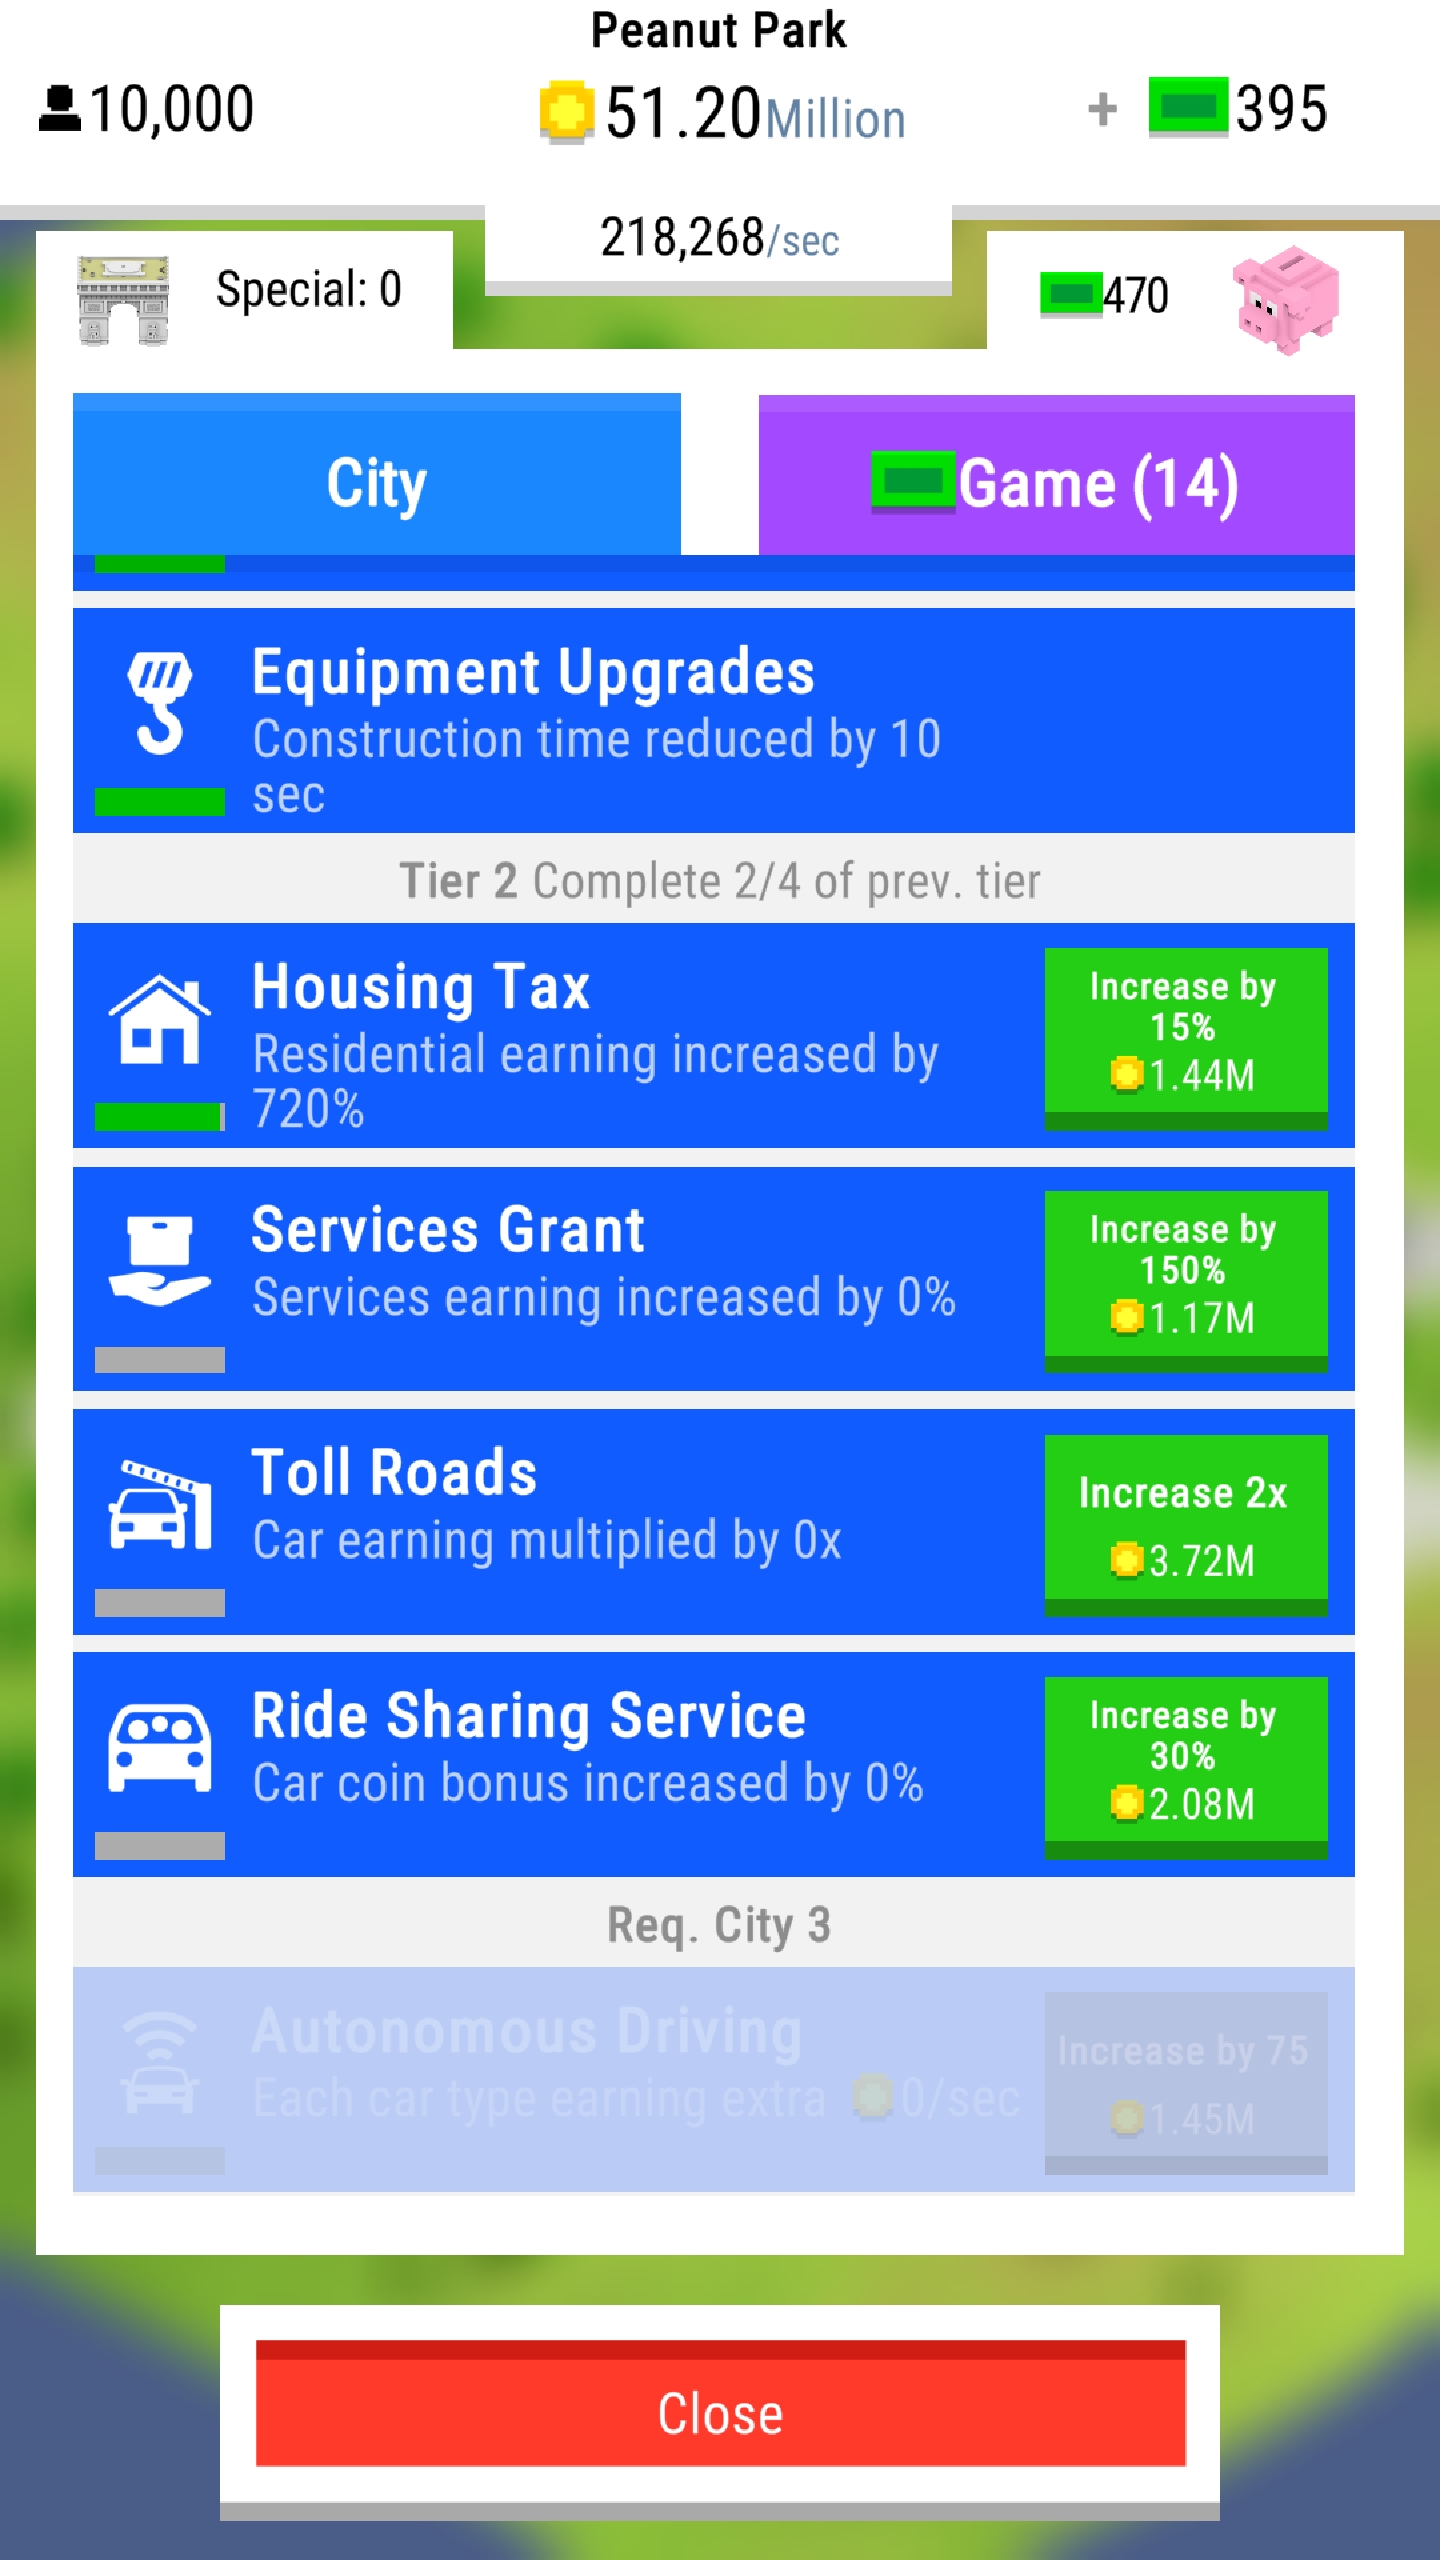 Peanut Park
10,000
51.20Million
+ 395
218,268/sec
Special: 0
470
City
Game (14)
Equipment Upgrades
Construction time reduced by 10
sec
Tier 2 Complete 2/4 of prev. tier
Housing Tax
Residential earning increased by
720%
Increase by
15%
1.44M
Services Grant
Services earning increased by 0%
Increase by
150%
1.17M
Toll Roads
Car earning multiplied by 0x
Increase 2x
3.72M
Ride Sharing Service
Car coin bonus increased by 0%
Increase by
30%
2.08M
Req. City 3
Autonomous Driving
Each car type earning extra 0/sec
Increase by 75
1.45M
Close